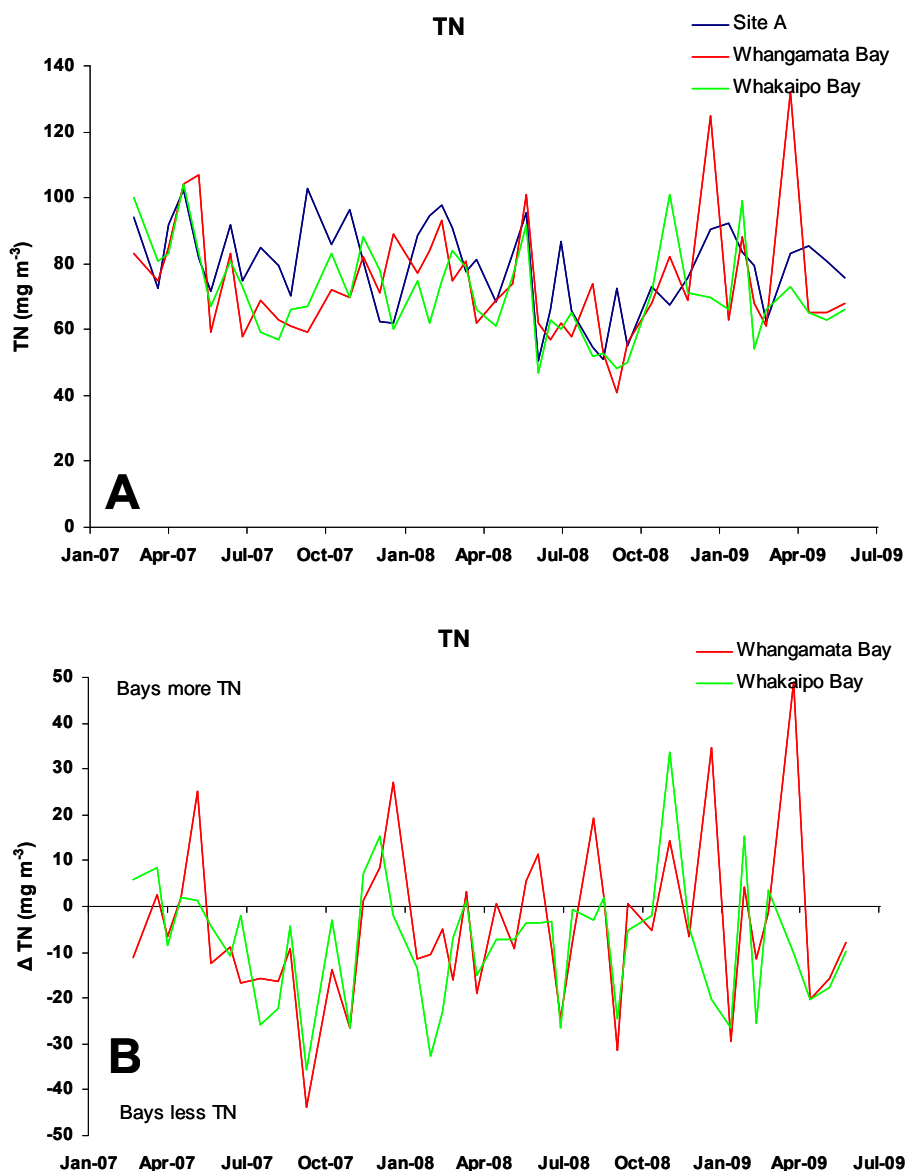 TN
Site A
Whangamata Bay
Whakaipo Bay
TN (mg m⁻³)
140
120
100
80
60
40
20
0
A
Jan-07 Apr-07 Jul-07 Oct-07 Jan-08 Apr-08 Jul-08 Oct-08 Jan-09 Apr-09 Jul-09
TN
Whangamata Bay
Whakaipo Bay
Bays more TN
Δ TN (mg m⁻³)
50
40
30
20
10
0
-10
-20
-30
-40
-50
B
Bays less TN
Jan-07 Apr-07 Jul-07 Oct-07 Jan-08 Apr-08 Jul-08 Oct-08 Jan-09 Apr-09 Jul-09